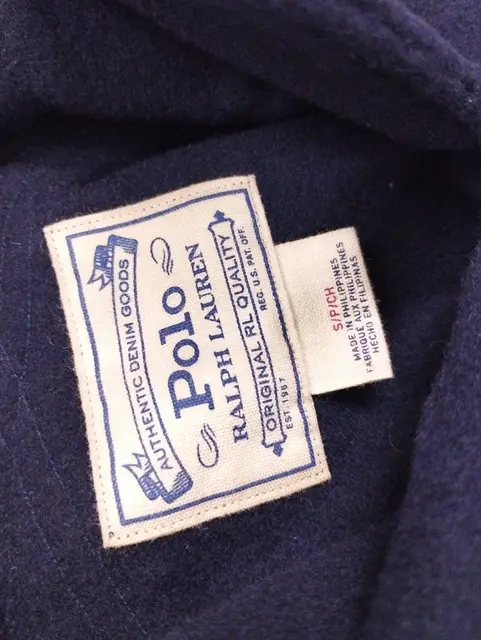 AUTHENTIC DENIM GOODS
Polo
RALPH LAUREN
ORIGINAL RL QUALITY
REG. U.S. PAT. OFF.
EST. 1967
S/P/CH
MADE IN PHILIPPINES
FABRIQUÉ AUX PHILIPPINES
HECHO EN FILIPINAS